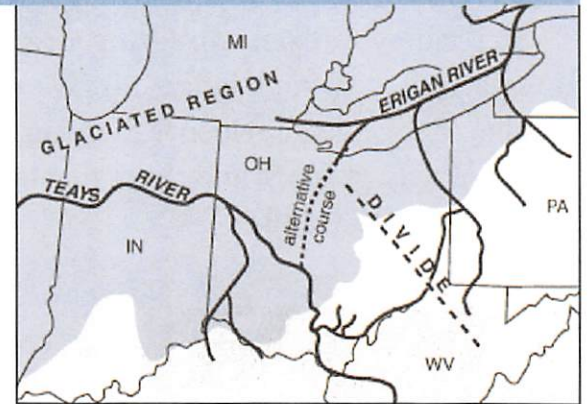 MI
GLACIATED REGION
ERIGAN RIVER
OH
TEAYS RIVER
alternative
course
DIVIDE
PA
IN
WV